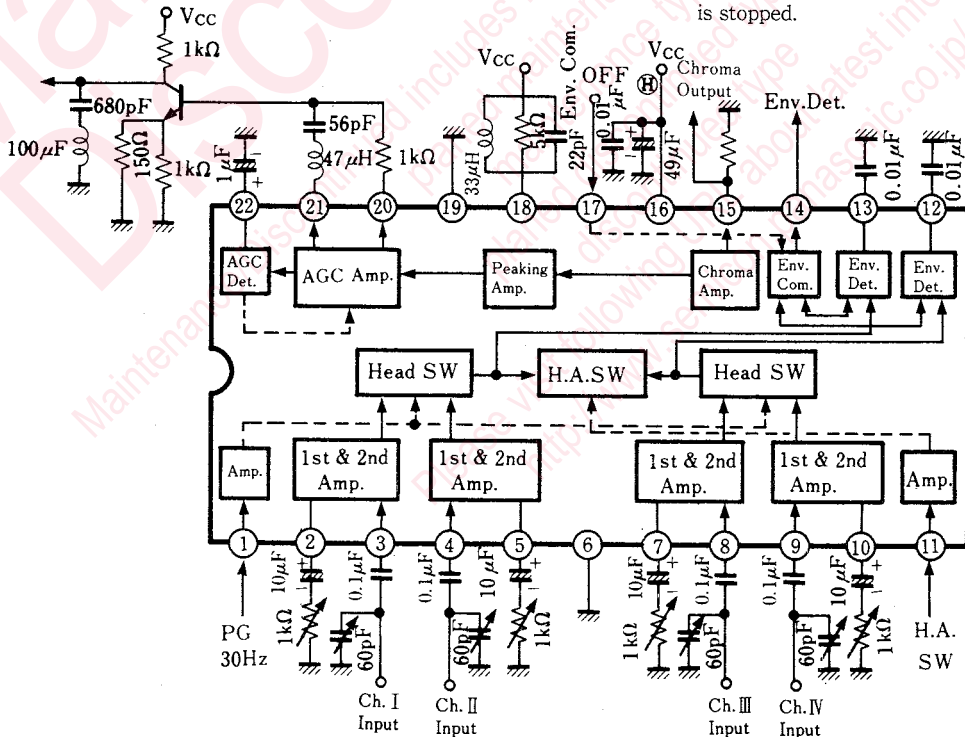 is stopped.
Vcc
1kΩ
680pF
100μF
150Ω
1kΩ
1μF
+
−
56pF
47μH
1kΩ
33μH
Vcc
5kΩ
22pF
Env. Com.
OFF
0.01μF
Vcc
H
+
−
49μF
Chroma
Output
Env.Det.
0.01μF
0.01μF
22
21
20
19
18
17
16
15
14
13
12
AGC
Det.
AGC Amp.
Peaking
Amp.
Chroma
Amp.
Env.
Com.
Env.
Det.
Env.
Det.
Head SW
H.A.SW
Head SW
Amp.
1st & 2nd
Amp.
1st & 2nd
Amp.
1st & 2nd
Amp.
1st & 2nd
Amp.
Amp.
1
2
3
4
5
6
7
8
9
10
11
PG
30Hz
10μF
+
−
1kΩ
0.1μF
60pF
Ch. I
Input
0.1μF
60pF
Ch. II
Input
10μF
+
−
1kΩ
10μF
+
−
1kΩ
0.1μF
60pF
Ch. III
Input
0.1μF
60pF
Ch. IV
Input
10μF
+
−
1kΩ
H.A.
SW